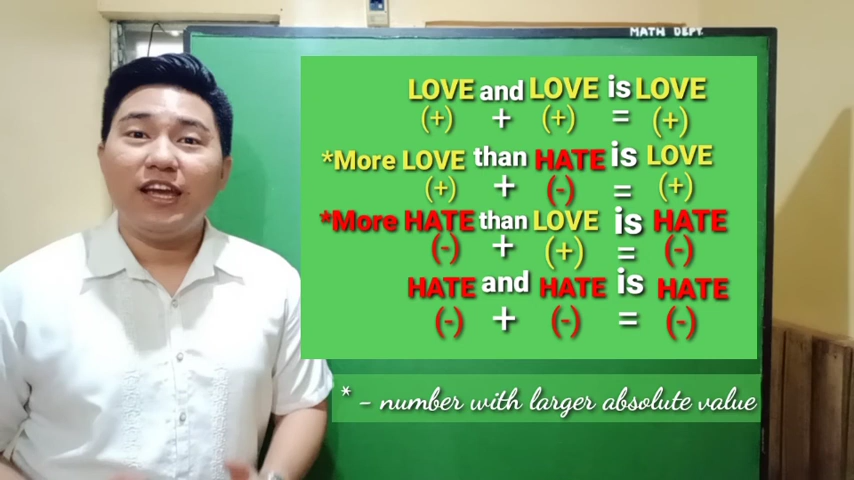 MATH DEPT.
LOVE and LOVE is LOVE
(+) + (+) = (+)
*More LOVE than HATE is LOVE
(+) + (-) = (+)
*More HATE than LOVE is HATE
(-) + (+) = (-)
HATE and HATE is HATE
(-) + (-) = (-)
* - number with larger absolute value